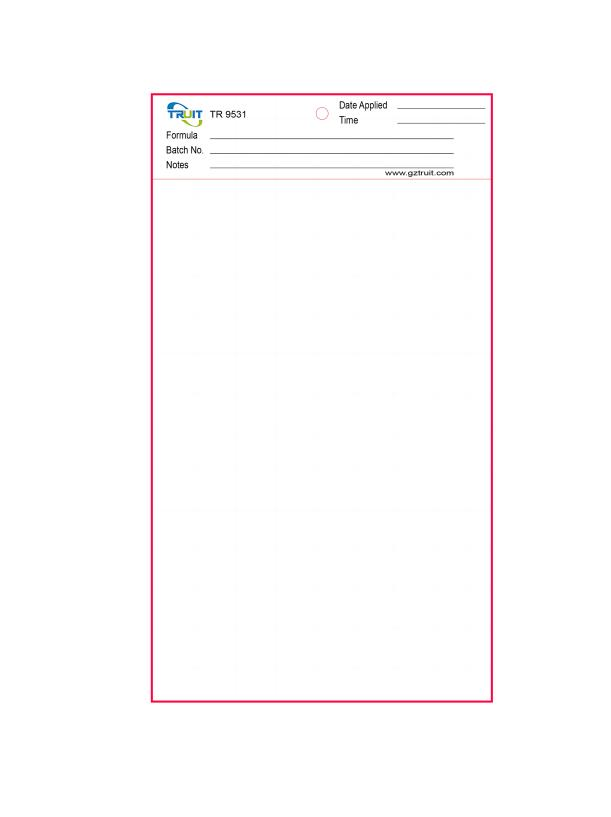 TRUIT TR 9531
Date Applied
Time
Formula
Batch No.
Notes
www.gztruit.com